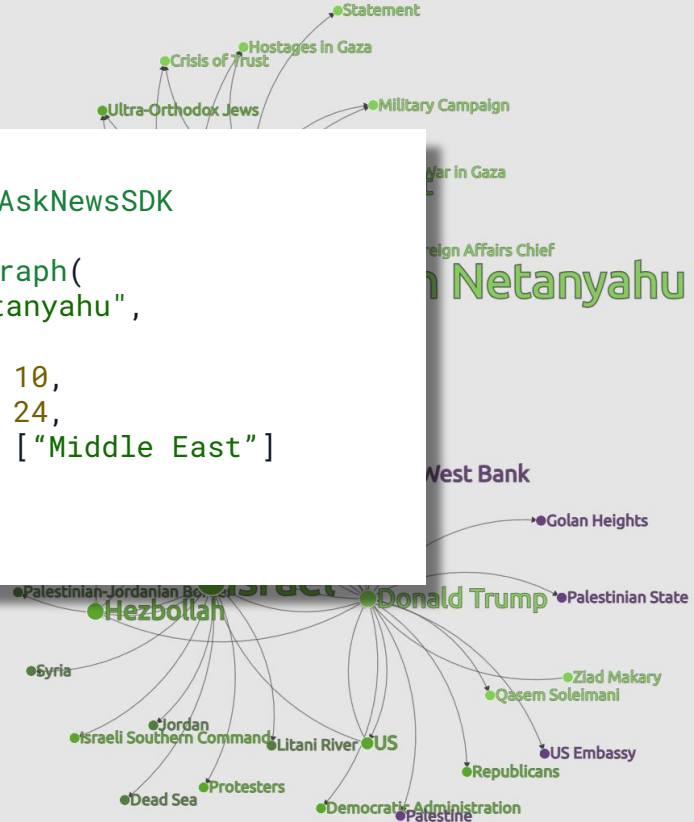 Statement
Hostages in Gaza
Crisis of Trust
Ultra-Orthodox Jews
Military Campaign
AskNewsSDK
War in Gaza
raph(
Foreign Affairs Chief
tanyahu",
Netanyahu
10,
24,
["Middle East"]
West Bank
Golan Heights
Palestinian-Jordanian
Israel
Donald Trump
Palestinian State
Hezbollah
Syria
Ziad Makary
Qasem Soleimani
Jordan
Israeli Southern Command
Litani River
US
US Embassy
Republicans
Protesters
Dead Sea
Democratic Administration
Palestine